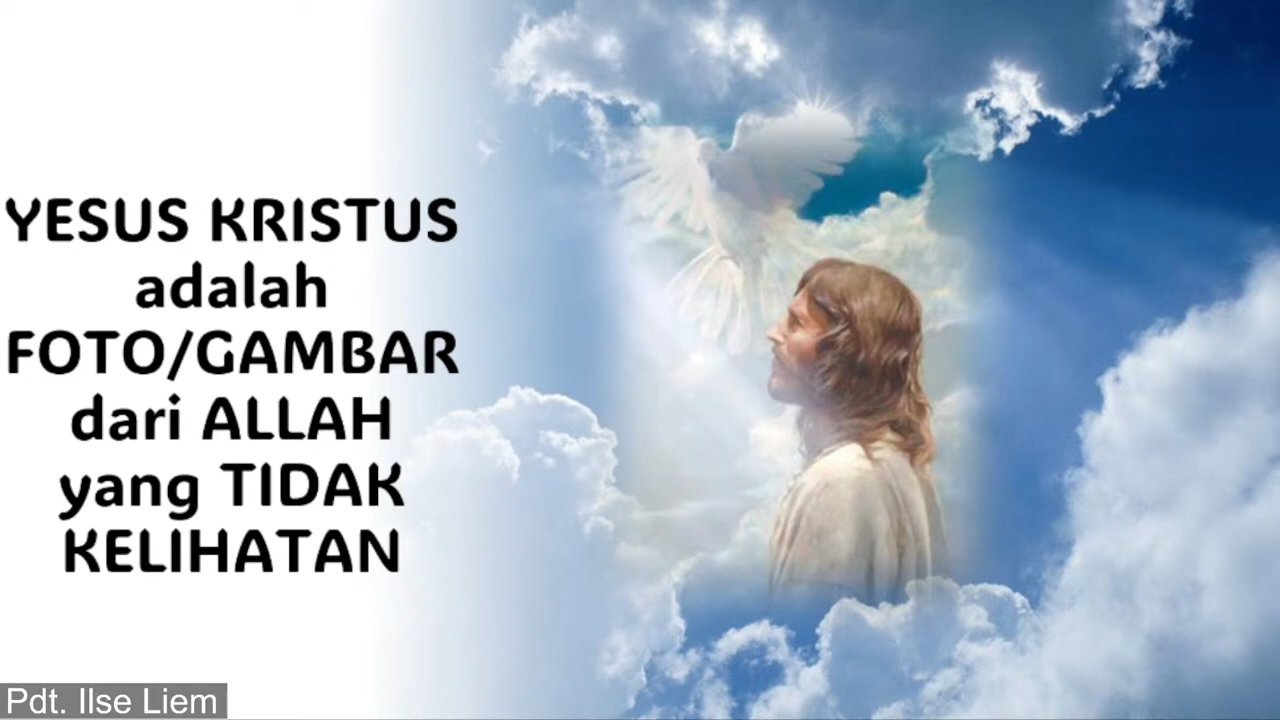 YESUS KRISTUS
adalah
FOTO/GAMBAR
dari ALLAH
yang TIDAK
KELIHATAN
Pdt. Ilse Liem